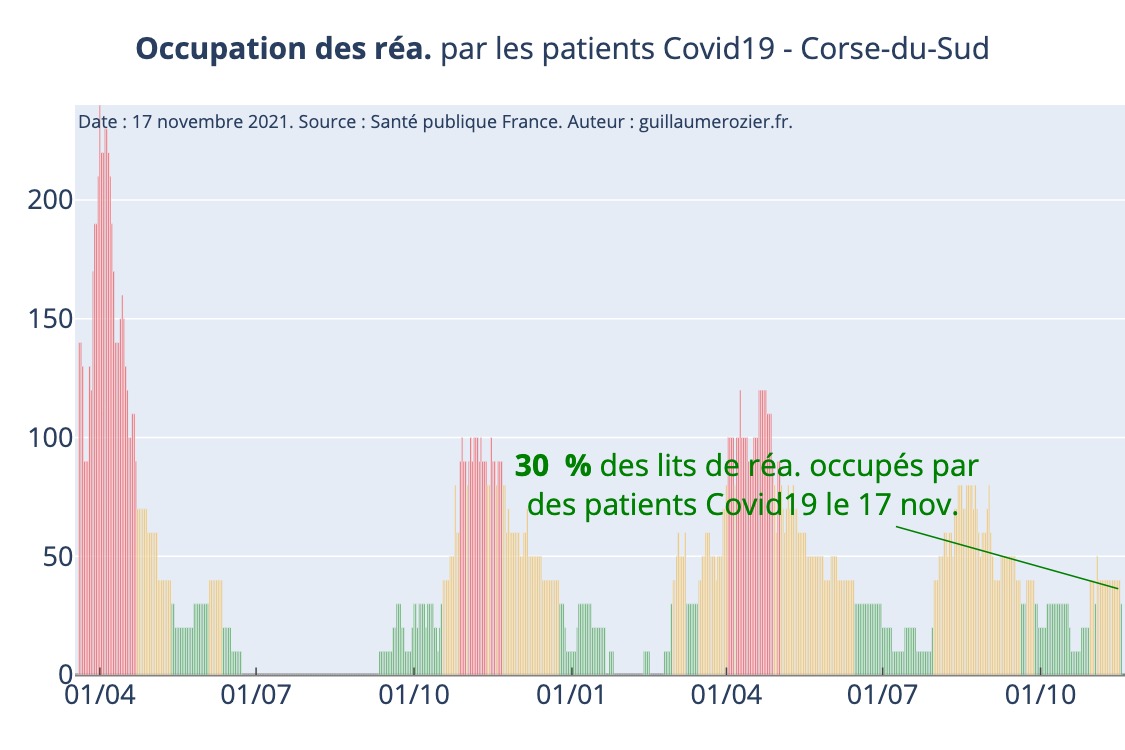 Occupation des réa. par les patients Covid19 - Corse-du-Sud
Date : 17 novembre 2021. Source : Santé publique France. Auteur : guillaumerozier.fr.
200
150
100
30 % des lits de réa. occupés par
des patients Covid19 le 17 nov.
50
0
01/04 01/07 01/10 01/01 01/04 01/07 01/10